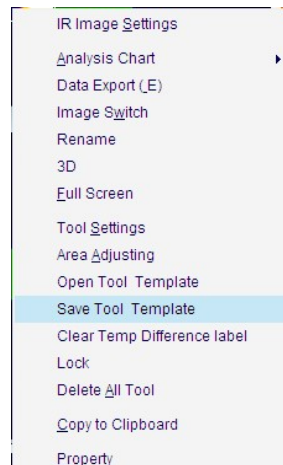 IR Image Settings
Analysis Chart
Data Export (_E)
Image Switch
Rename
3D
Full Screen
Tool Settings
Area Adjusting
Open Tool  Template
Save Tool  Template
Clear Temp Difference label
Lock
Delete All Tool
Copy to Clipboard
Property